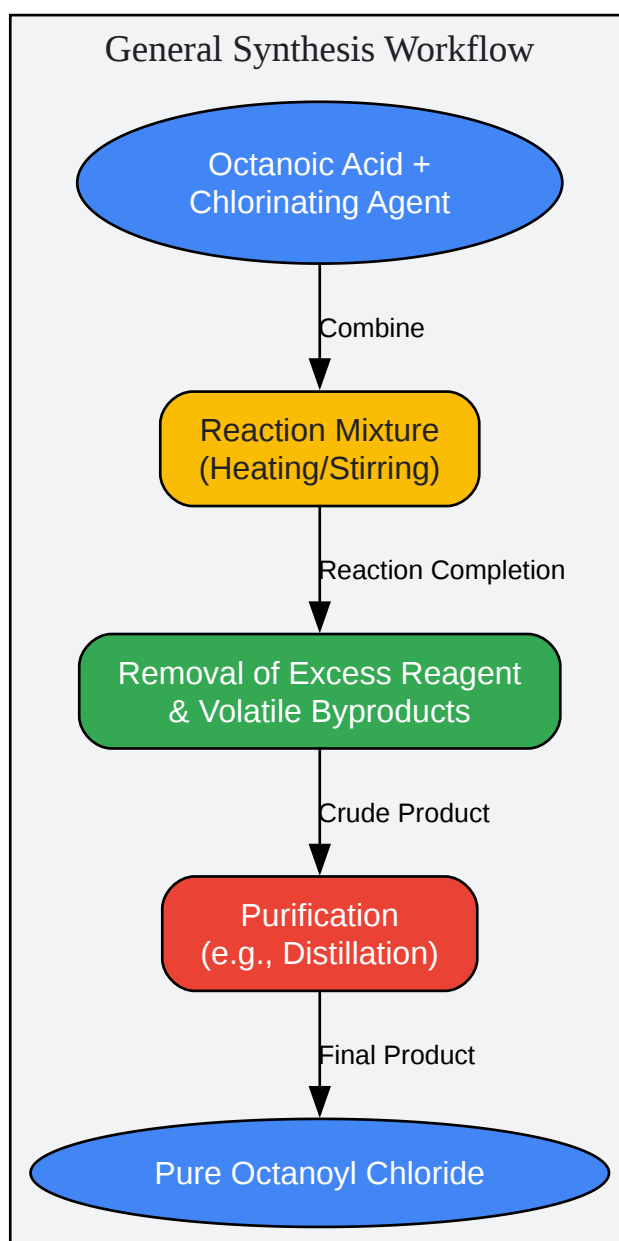 General Synthesis Workflow
Octanoic Acid +
Chlorinating Agent
Combine
Reaction Mixture
(Heating/Stirring)
Reaction Completion
Removal of Excess Reagent
& Volatile Byproducts
Crude Product
Purification
(e.g., Distillation)
Final Product
Pure Octanoyl Chloride